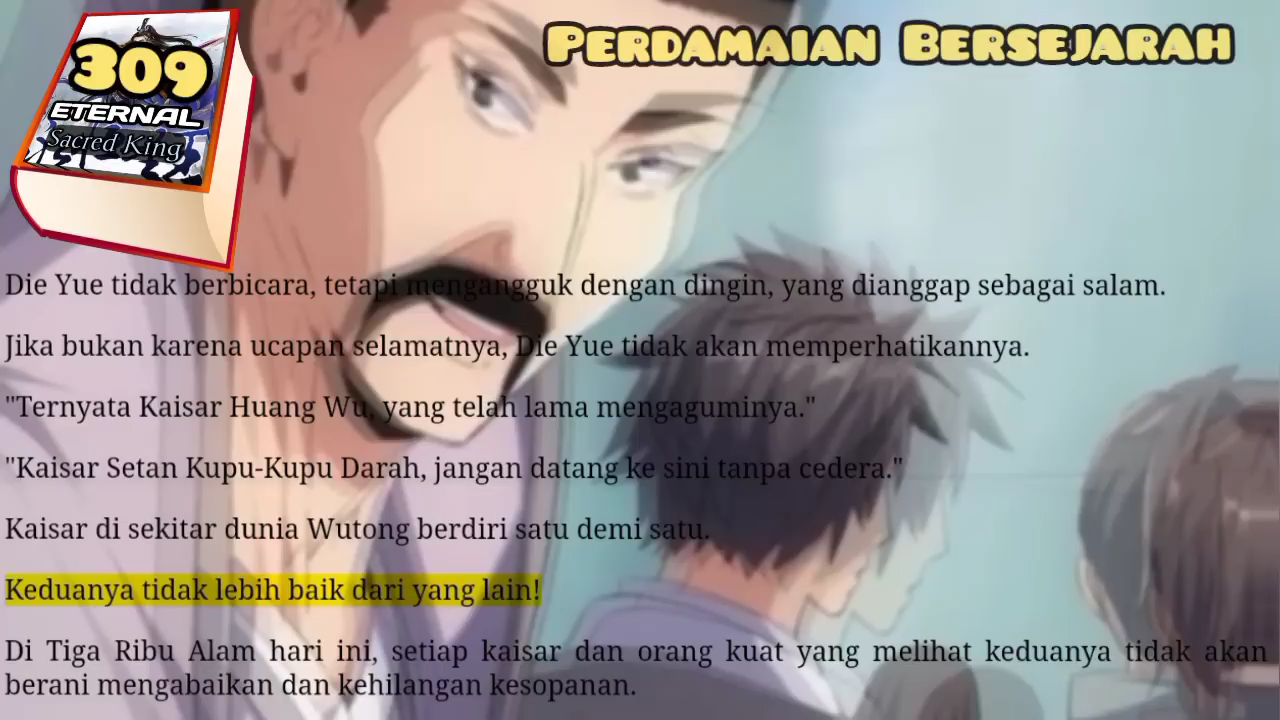 309
ETERNAL
Sacred King
PERDAMAIAN BERSEJARAH
Die Yue tidak berbicara, tetapi mengangguk dengan dingin, yang dianggap sebagai salam.
Jika bukan karena ucapan selamatnya, Die Yue tidak akan memperhatikannya.
"Ternyata Kaisar Huang Wu, yang telah lama mengaguminya."
"Kaisar Setan Kupu-Kupu Darah, jangan datang ke sini tanpa cedera."
Kaisar di sekitar dunia Wutong berdiri satu demi satu.
Keduanya tidak lebih baik dari yang lain!
Di Tiga Ribu Alam hari ini, setiap kaisar dan orang kuat yang melihat keduanya tidak akan
berani mengabaikan dan kehilangan kesopanan.